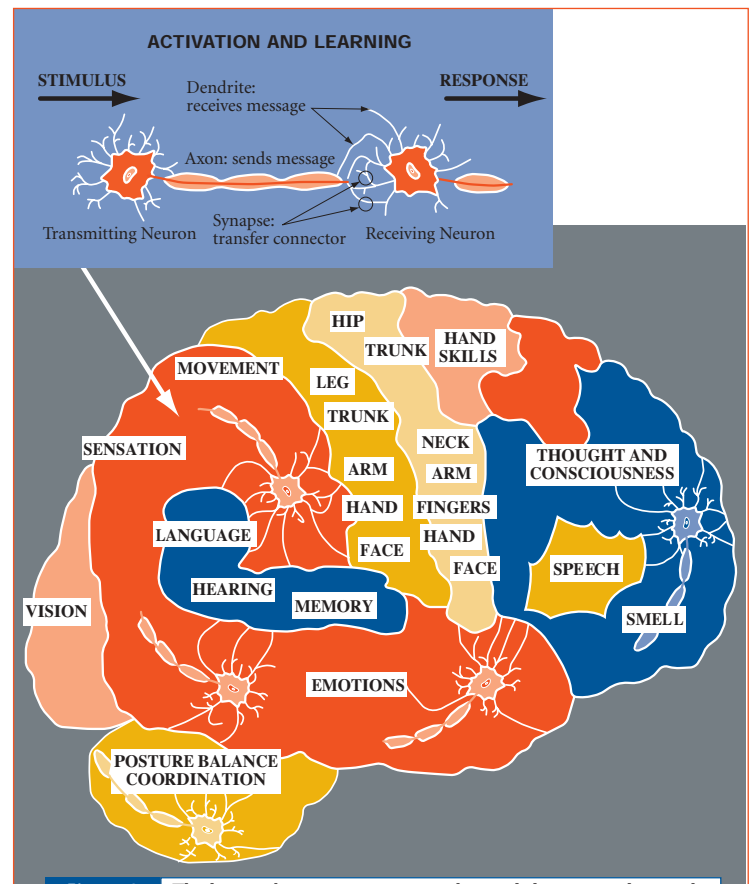 ACTIVATION AND LEARNING
STIMULUS
RESPONSE
Dendrite:
receives message
Axon: sends message
Synapse:
transfer connector
Transmitting Neuron
Receiving Neuron
HIP
TRUNK
HAND
SKILLS
MOVEMENT
LEG
TRUNK
SENSATION
NECK
THOUGHT AND
CONSCIOUSNESS
ARM
ARM
HAND
FINGERS
LANGUAGE
HAND
FACE
FACE
SPEECH
HEARING
MEMORY
VISION
SMELL
EMOTIONS
POSTURE BALANCE
COORDINATION